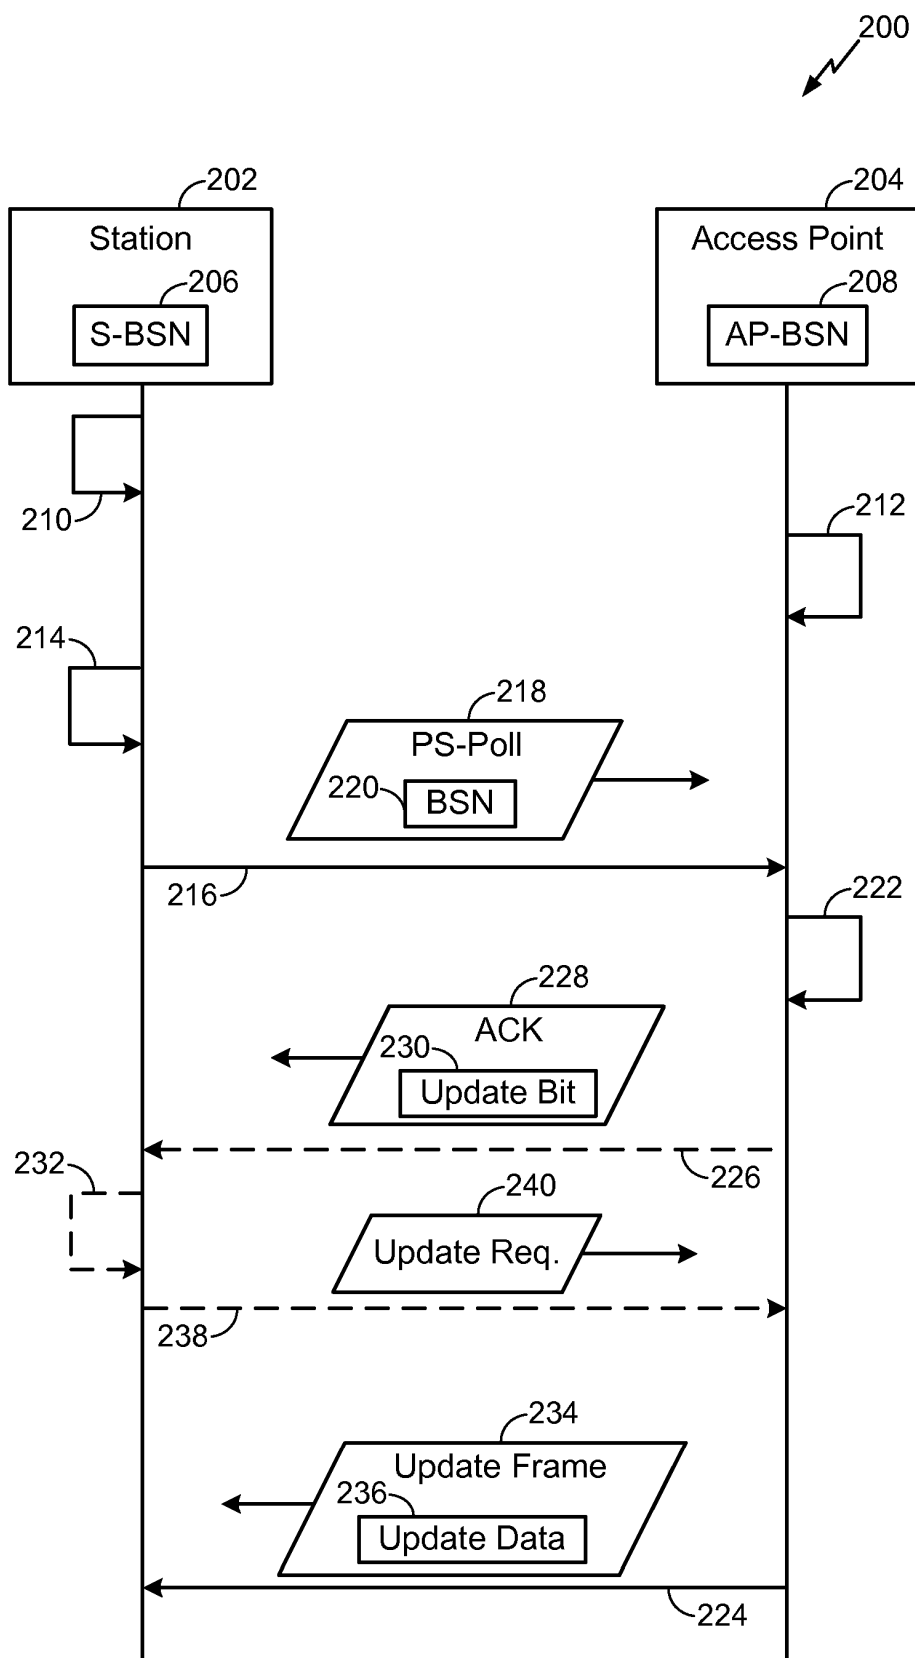 200
202
204
Station
Access Point
206
208
S-BSN
AP-BSN
210
212
214
218
PS-Poll
220
BSN
216
222
228
ACK
230
Update Bit
232
226
240
Update Req.
238
234
Update Frame
236
Update Data
224